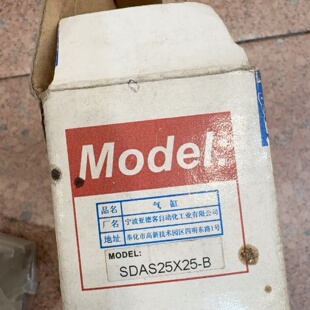 Model:
品名 气缸
厂名 宁波亚德客自动化工业有限公司
地址 奉化市高新技术园区四明东路1号
MODEL:
SDAS25X25-B